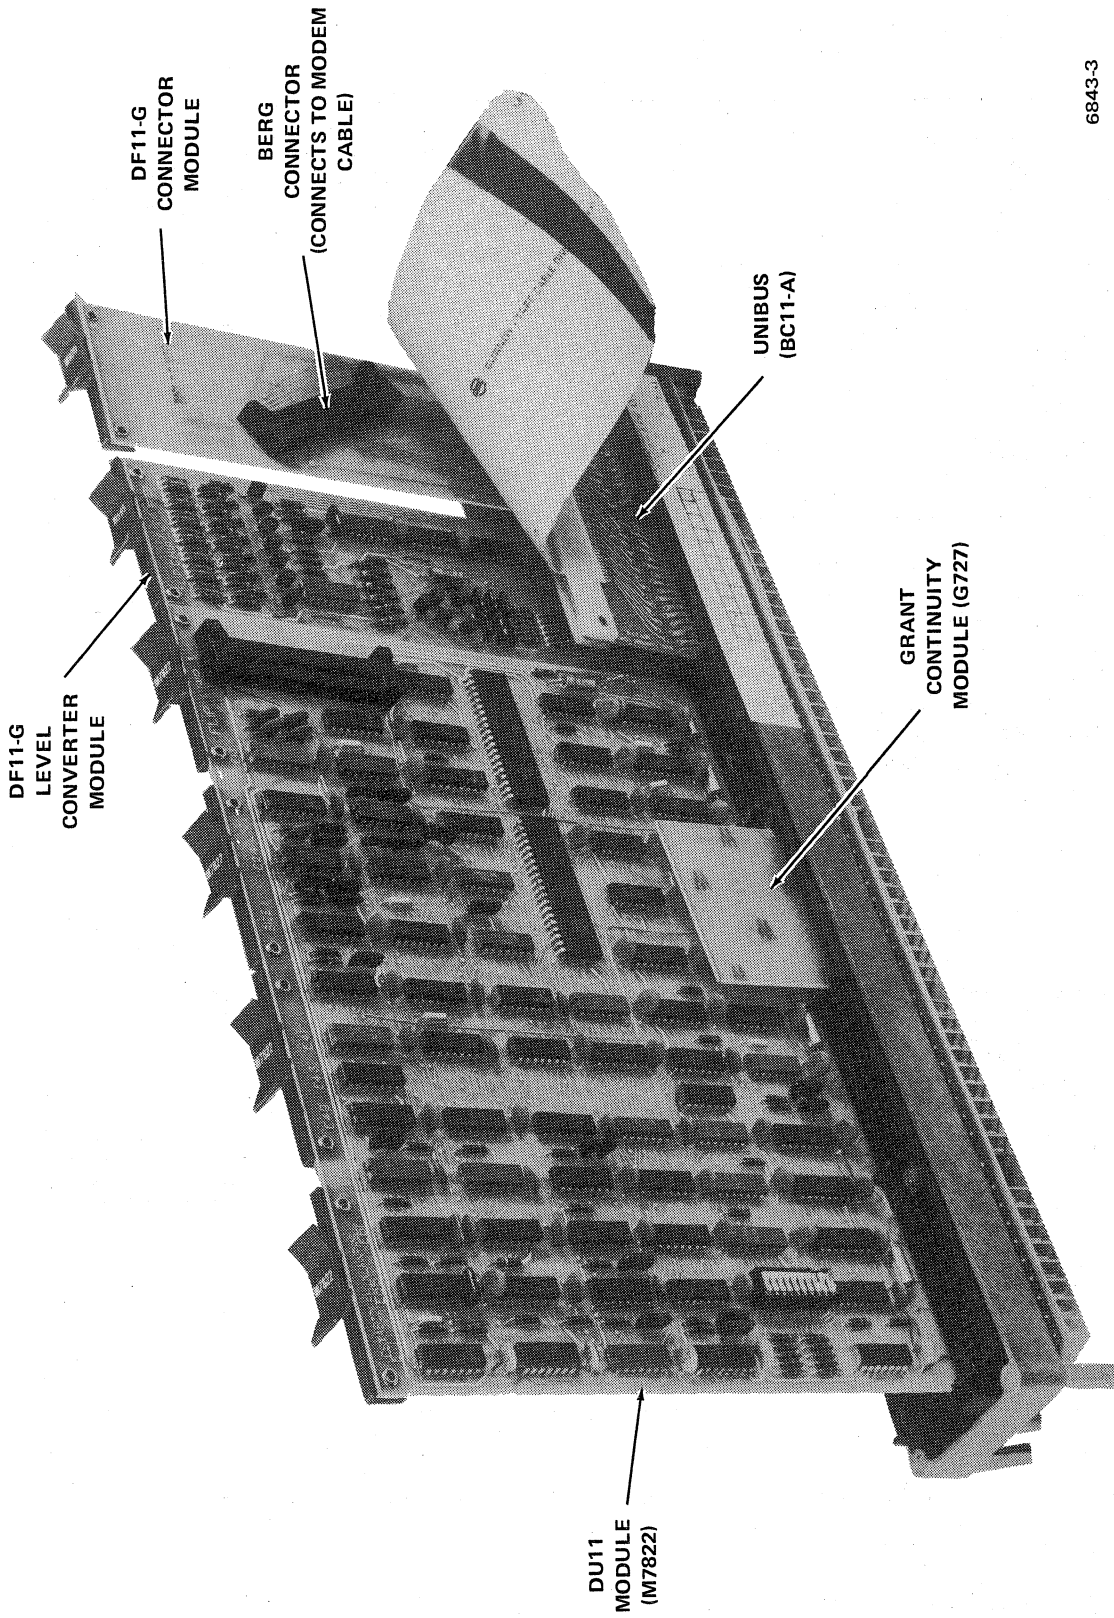 DF11-G
LEVEL
CONVERTER
MODULE
DF11-G
CONNECTOR
MODULE
BERG
CONNECTOR
(CONNECTS TO MODEM
CABLE)
UNIBUS
(BC11-A)
GRANT
CONTINUITY
MODULE (G727)
DU11
MODULE
(M7822)
6843-3